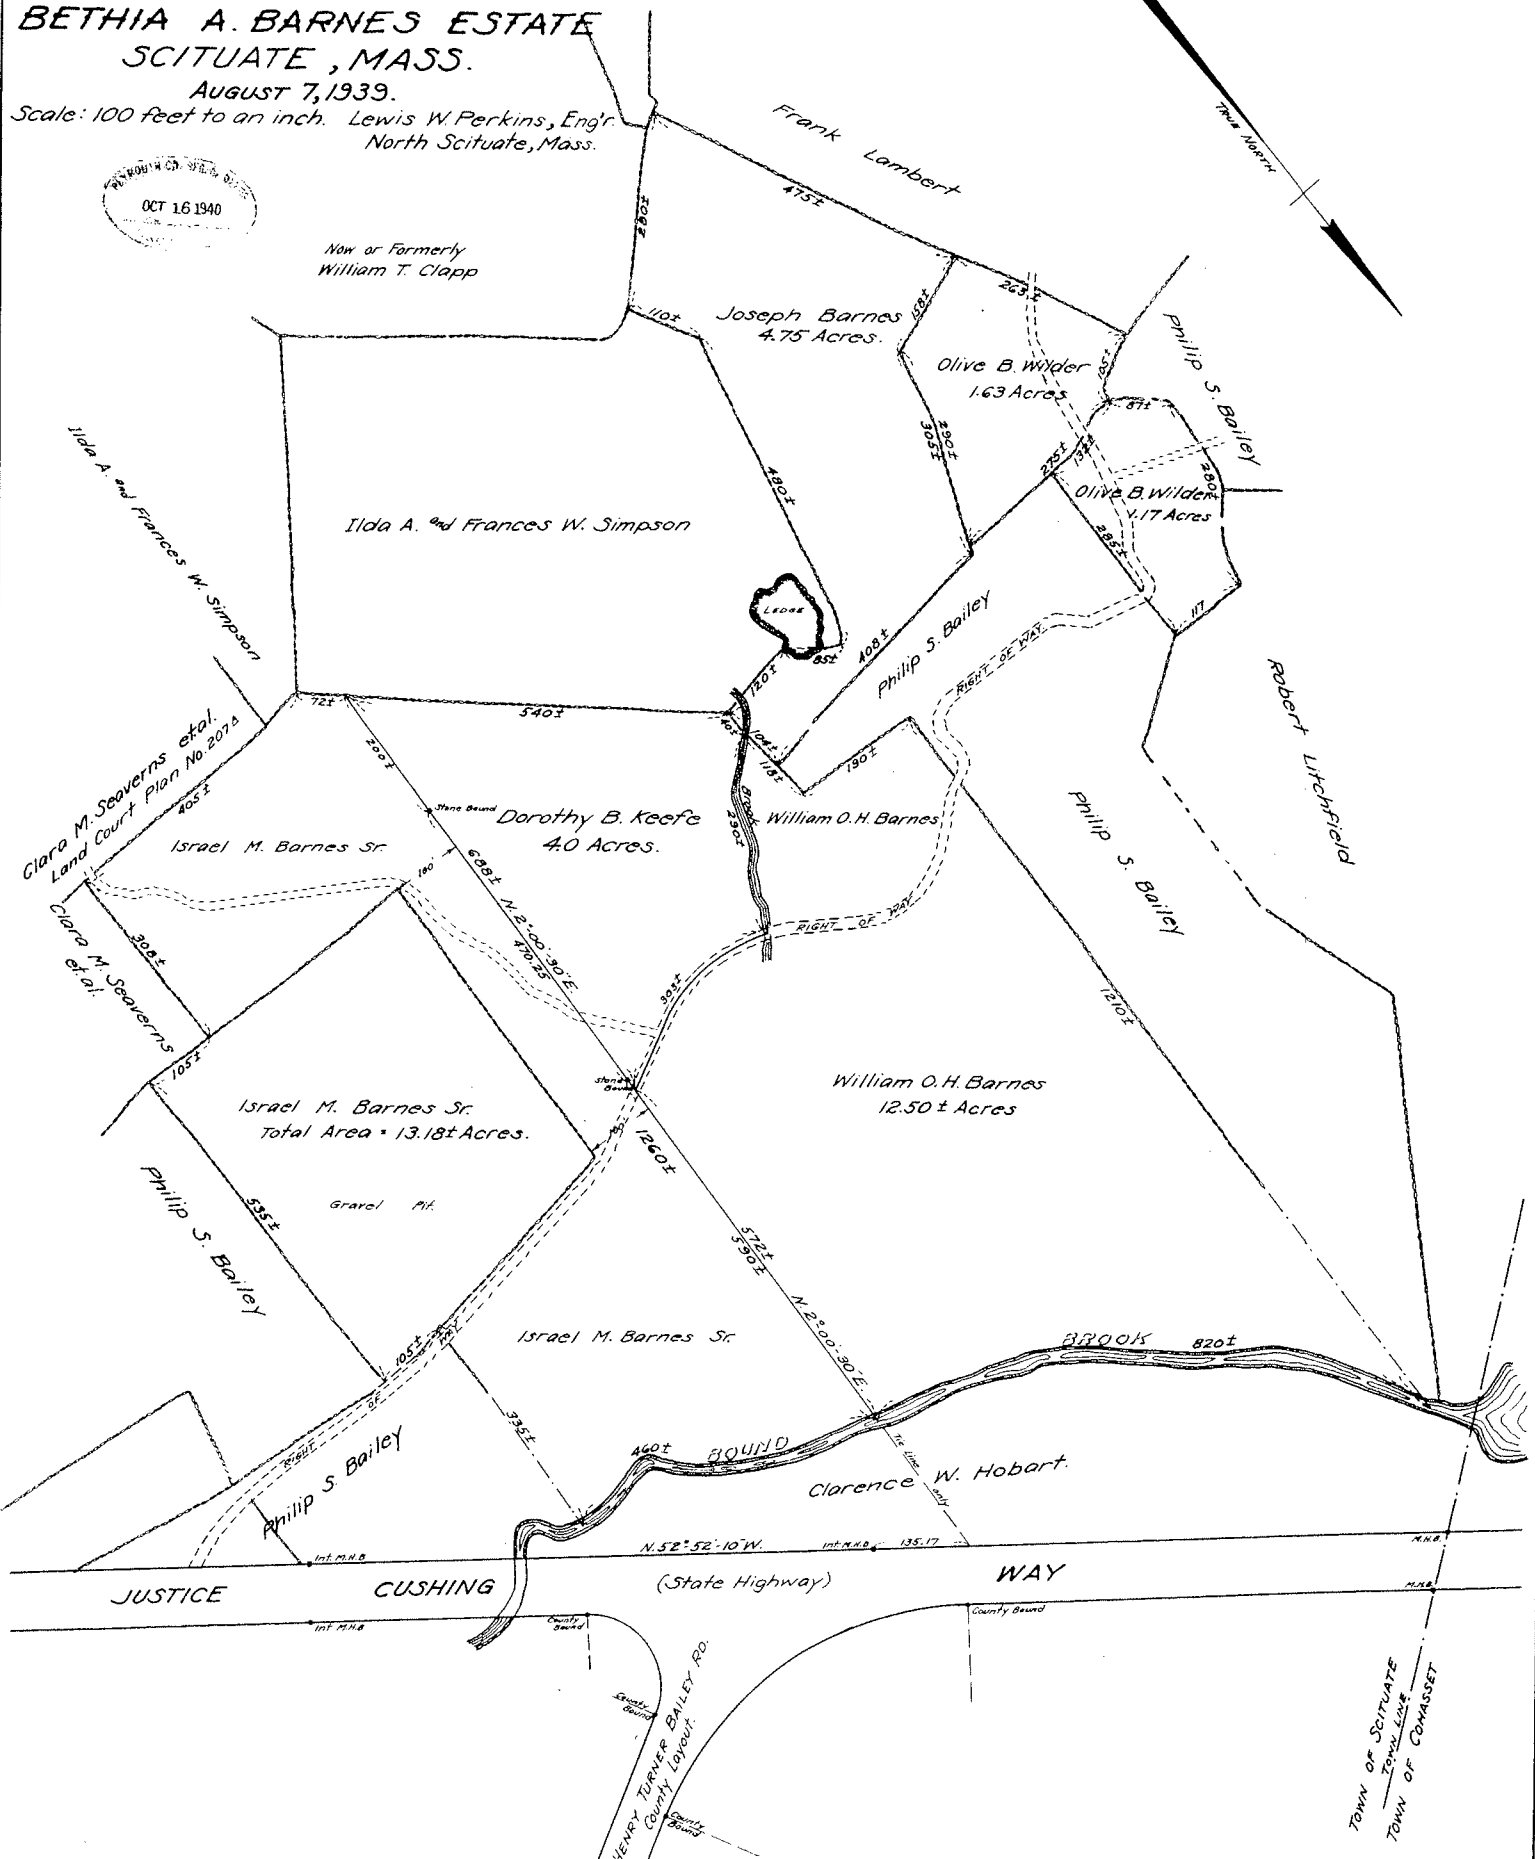 BETHIA A. BARNES ESTATE
SCITUATE, MASS.
AUGUST 7, 1939.
Scale: 100 feet to an inch. Lewis W. Perkins, Eng'r.
North Scituate, Mass.
OCT 16 1940
Now or Formerly
William T. Clapp
TRUE NORTH
Frank Lambert
475±
280±
110±
Joseph Barnes
4.75 Acres.
158±
263±
Olive B. Wilder
1.63 Acres
105±
Philip S. Bailey
87±
290±
305±
275±
132±
280±
Olive B. Wilder
1.17 Acres
285±
117
Ilda A. and Frances W. Simpson
Ilda A. and Frances W. Simpson
480±
LEDGE
85±
120±
408±
Philip S. Bailey
RIGHT OF WAY
Robert Litchfield
72±
540±
40±
104±
118±
190±
200±
Clara M. Seaverns et al.
Land Court Plan No. 207A
405±
Stone Bound
Dorothy B. Keefe
4.0 Acres.
Brook
290±
William O.H. Barnes
Philip S. Bailey
Israel M. Barnes Sr.
180'
688±
N.2°-00'-30"E.
470.25
RIGHT OF WAY
Clara M. Seaverns
et. al.
308±
105±
303±
1210±
Stone Bound
Israel M. Barnes Sr.
Total Area = 13.18± Acres.
William O.H. Barnes
12.50 ± Acres
1260±
Gravel Pit.
Philip S. Bailey
535±
572±
590±
N.2°-00'-30"E.
Israel M. Barnes Sr.
105±
RIGHT OF WAY
BROOK
820±
335±
460±
BOUND
Tie Line only
Clarence W. Hobart.
Philip S. Bailey
Int. M.H.B
N.52°-52'-10"W.
Int M.H.B.
135.17
M.H.B.
JUSTICE CUSHING WAY
(State Highway)
M.H.B.
Int M.H.B
County Bound
County Bound
County Bound
HENRY TURNER BAILEY RD.
County Layout.
County Bound
TOWN OF SCITUATE
TOWN LINE
TOWN OF COHASSET